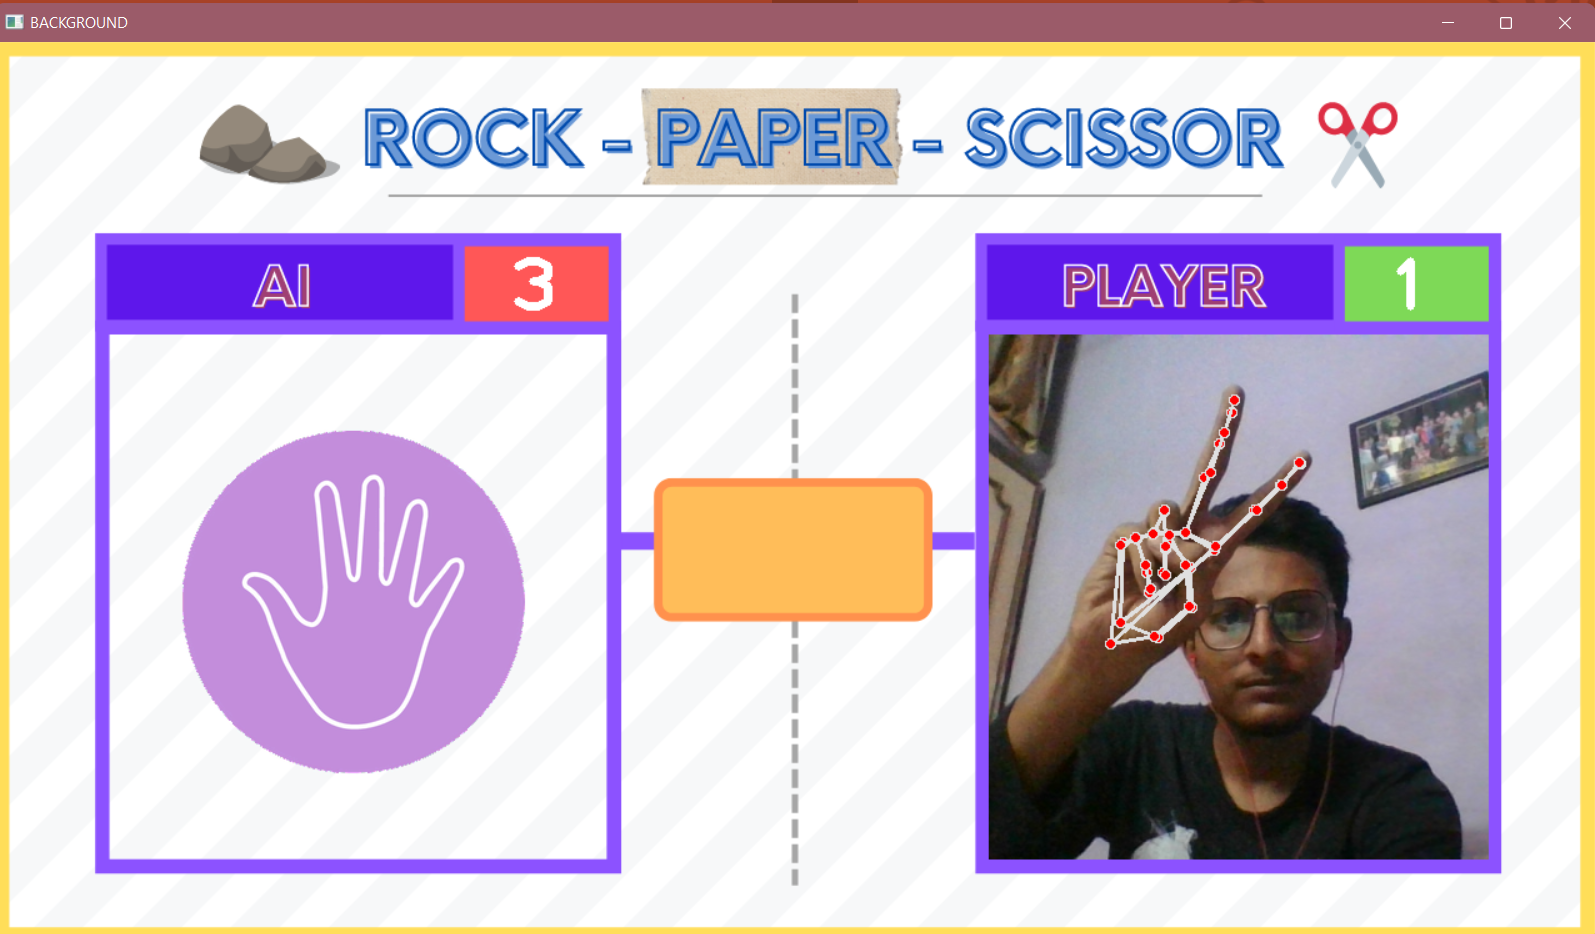 BACKGROUND
ROCK - PAPER - SCISSOR
AI 3
PLAYER 1